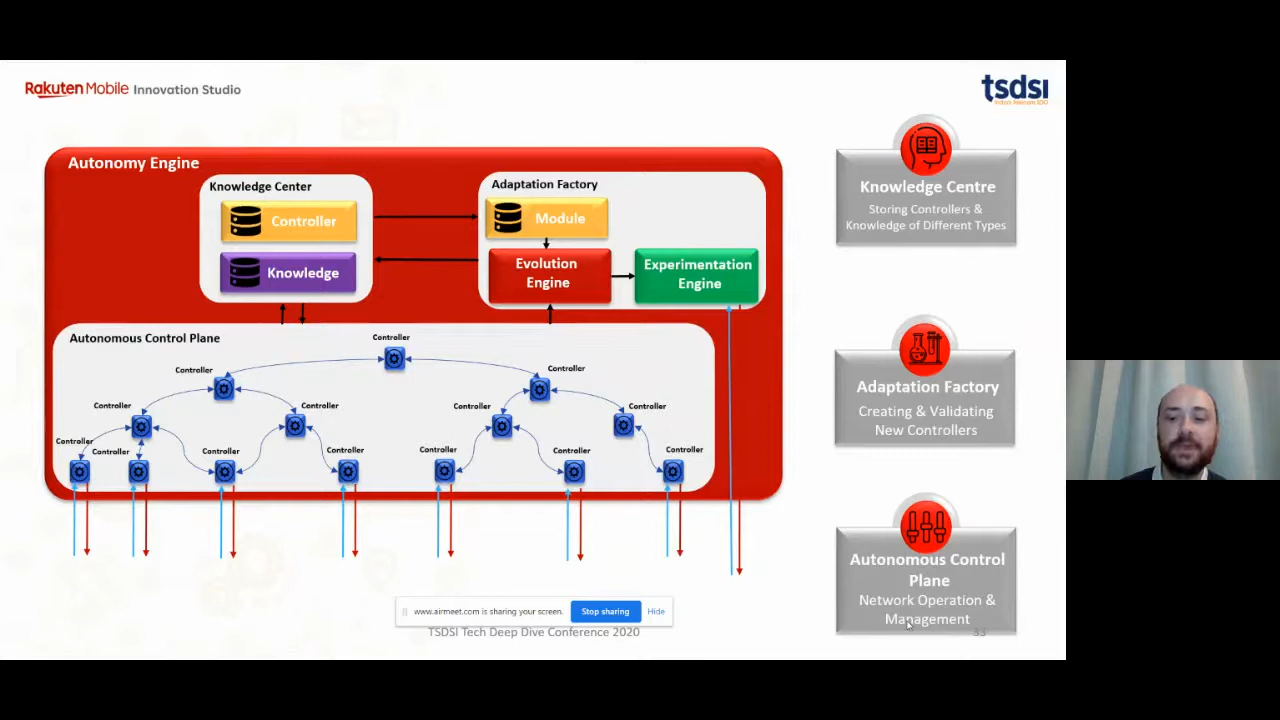 Rakuten Mobile Innovation Studio
tsdsi
Autonomy Engine
Knowledge Center
Controller
Knowledge
Adaptation Factory
Module
Evolution
Engine
Experimentation
Engine
Autonomous Control Plane
Controller
Controller
Controller
Controller
Controller
Controller
Controller
Controller
Controller
Controller
Controller
Controller
Controller
Controller
Knowledge Centre
Storing Controllers &
Knowledge of Different Types
Adaptation Factory
Creating & Validating
New Controllers
Autonomous Control
Plane
Network Operation &
Management
www.airmeet.com is sharing your screen.
Stop sharing
Hide
TSDSI Tech Deep Dive Conference 2020
33